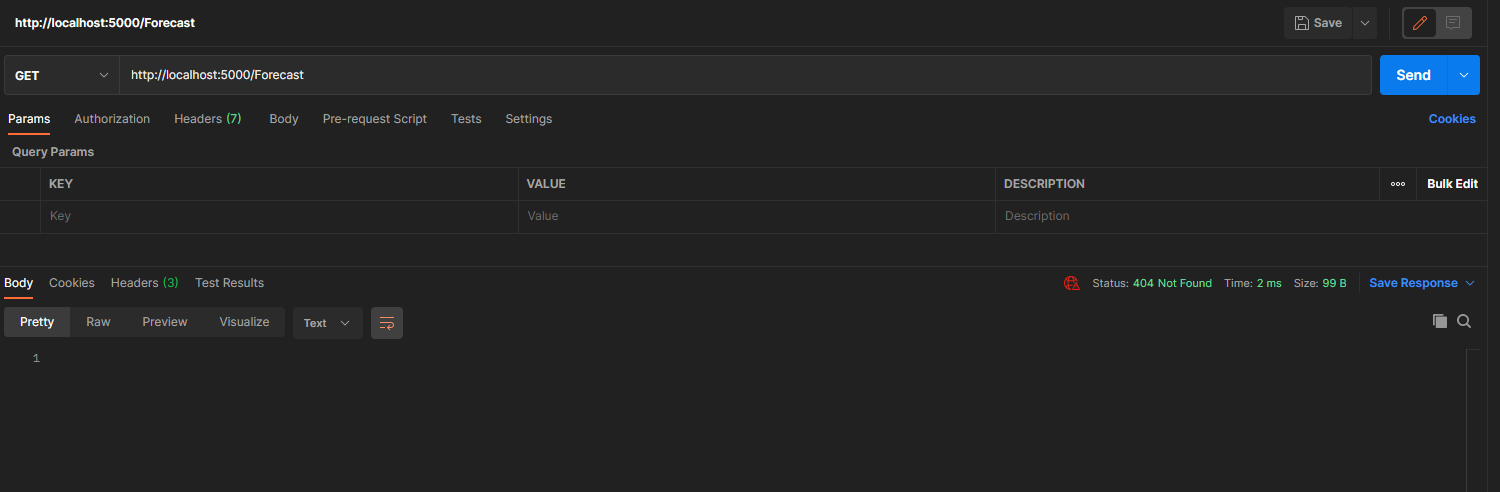 http://localhost:5000/Forecast
Save
GET http://localhost:5000/Forecast Send
Params Authorization Headers (7) Body Pre-request Script Tests Settings Cookies
Query Params
KEY VALUE DESCRIPTION Bulk Edit
Key Value Description
Body Cookies Headers (3) Test Results Status: 404 Not Found Time: 2 ms Size: 99 B Save Response
Pretty Raw Preview Visualize Text
1